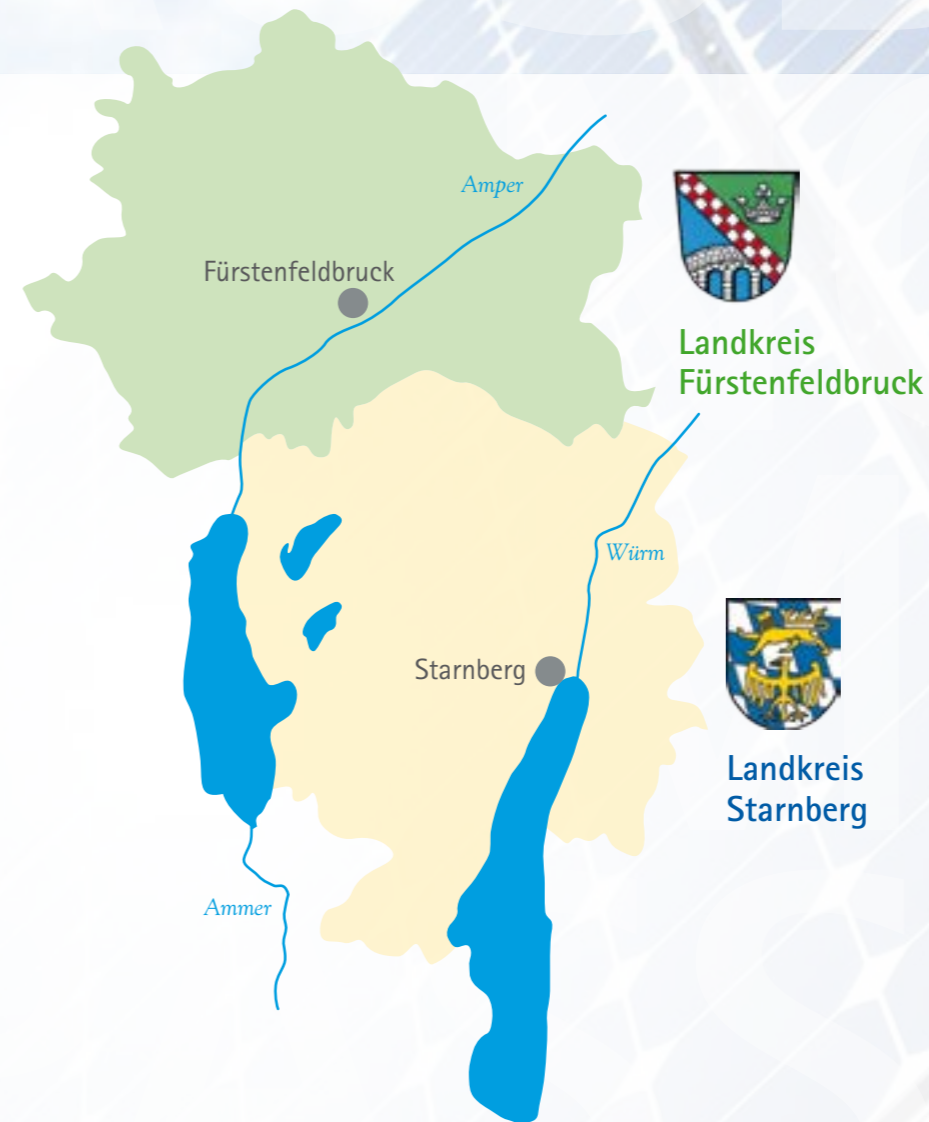 Amper
Fürstenfeldbruck
Landkreis
Fürstenfeldbruck
Würm
Starnberg
Landkreis
Starnberg
Ammer